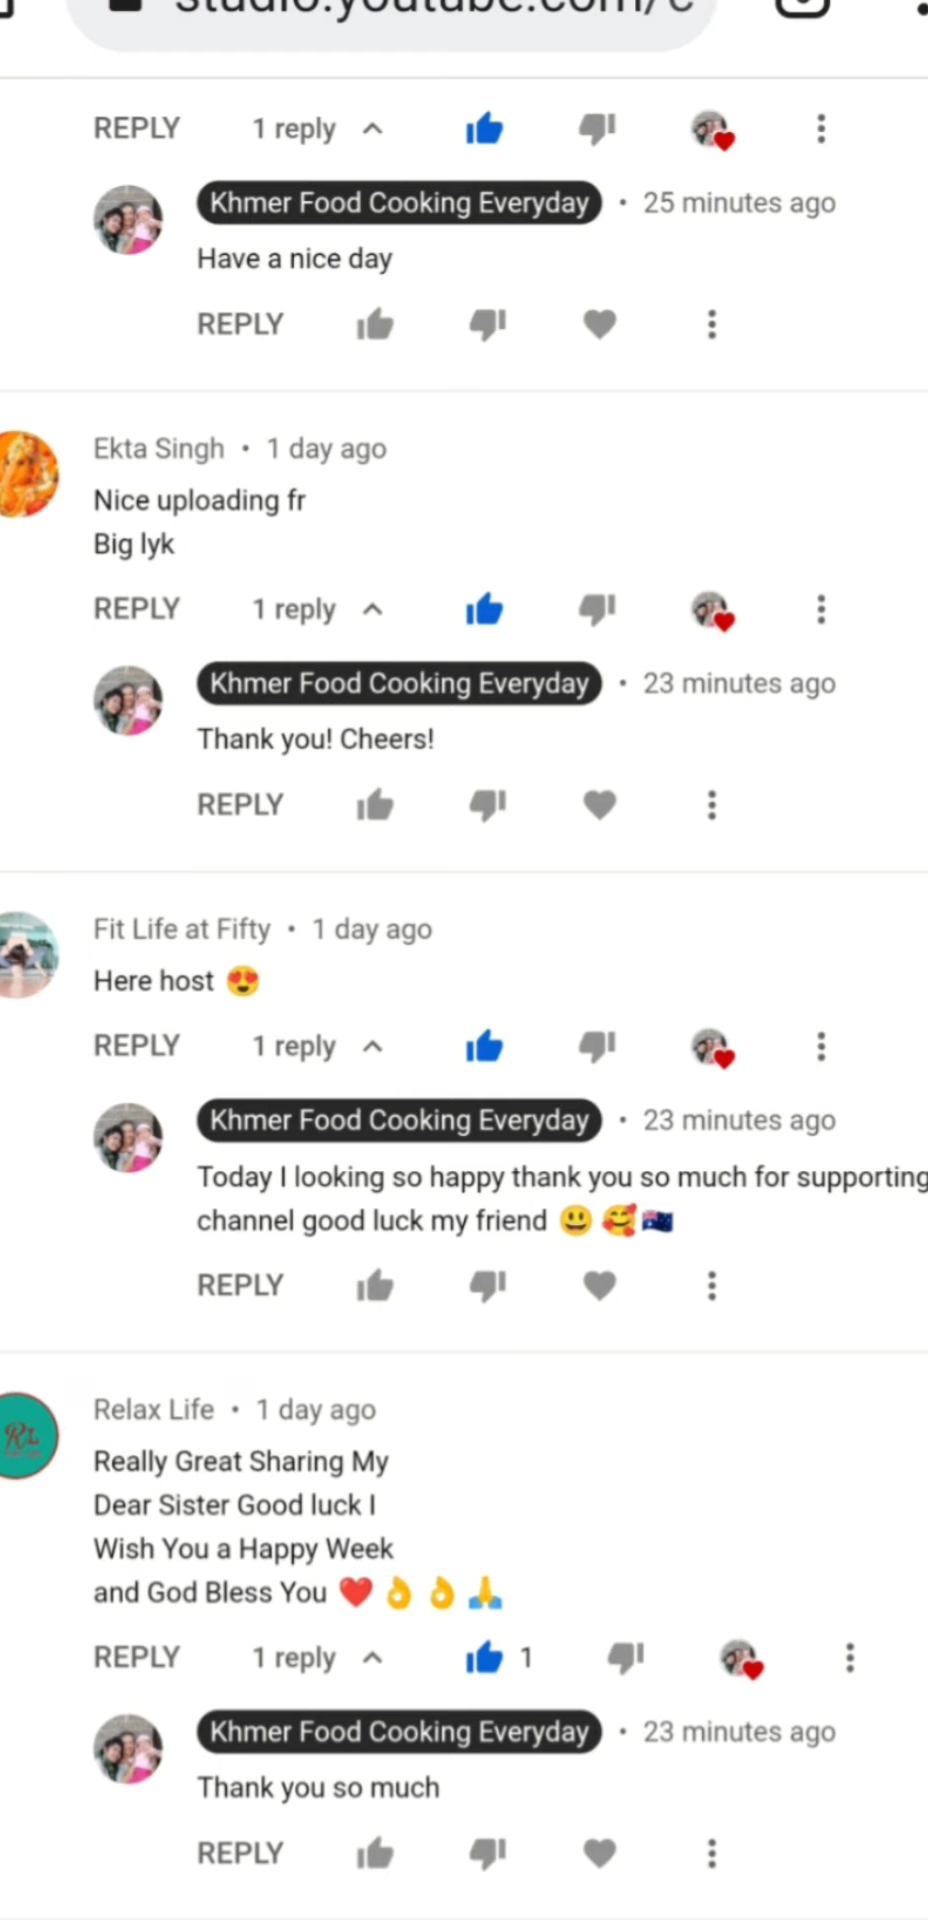 studio.youtube.com/c
REPLY 1 reply
Khmer Food Cooking Everyday • 25 minutes ago
Have a nice day
REPLY
Ekta Singh • 1 day ago
Nice uploading fr
Big lyk
REPLY 1 reply
Khmer Food Cooking Everyday • 23 minutes ago
Thank you! Cheers!
REPLY
Fit Life at Fifty • 1 day ago
Here host 😍
REPLY 1 reply
Khmer Food Cooking Everyday • 23 minutes ago
Today I looking so happy thank you so much for supporting
channel good luck my friend 😃 🥰 🇦🇺
REPLY
RL
Relax Life • 1 day ago
Really Great Sharing My
Dear Sister Good luck I
Wish You a Happy Week
and God Bless You ❤️ 👌 👌 🙏
REPLY 1 reply 1
Khmer Food Cooking Everyday • 23 minutes ago
Thank you so much
REPLY